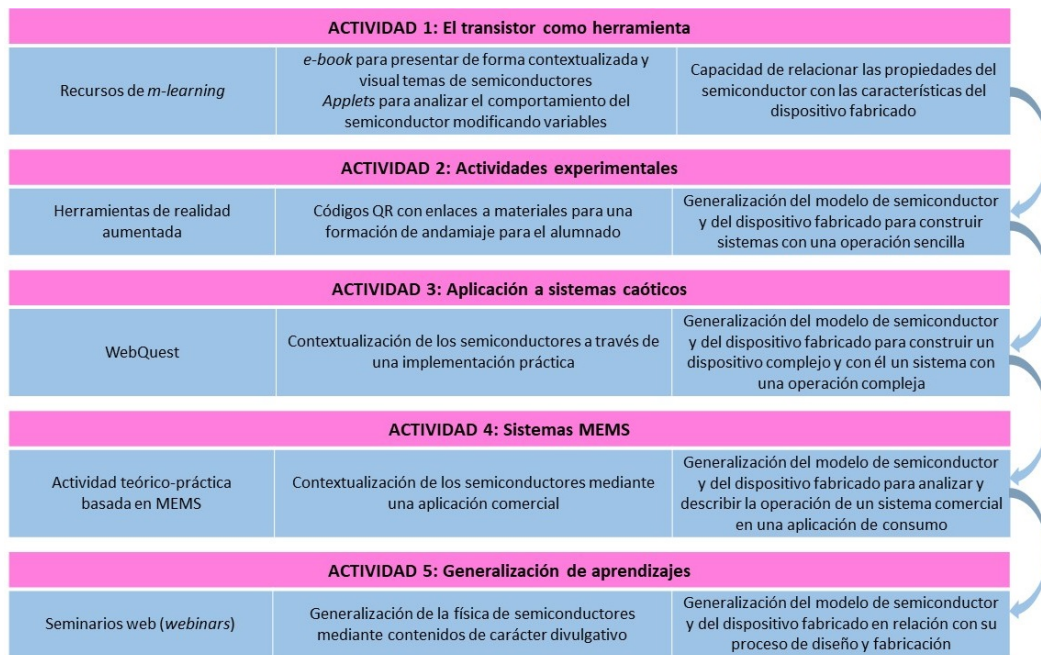 ACTIVIDAD 1: El transistor como herramienta
Recursos de m-learning
e-book para presentar de forma contextualizada y
visual temas de semiconductores
Applets para analizar el comportamiento del
semiconductor modificando variables
Capacidad de relacionar las propiedades del
semiconductor con las características del
dispositivo fabricado
ACTIVIDAD 2: Actividades experimentales
Herramientas de realidad
aumentada
Códigos QR con enlaces a materiales para una
formación de andamiaje para el alumnado
Generalización del modelo de semiconductor
y del dispositivo fabricado para construir
sistemas con una operación sencilla
ACTIVIDAD 3: Aplicación a sistemas caóticos
WebQuest
Contextualización de los semiconductores a través de
una implementación práctica
Generalización del modelo de semiconductor
y del dispositivo fabricado para construir un
dispositivo complejo y con él un sistema con
una operación compleja
ACTIVIDAD 4: Sistemas MEMS
Actividad teórico-práctica
basada en MEMS
Contextualización de los semiconductores mediante
una aplicación comercial
Generalización del modelo de semiconductor
y del dispositivo fabricado para analizar y
describir la operación de un sistema comercial
en una aplicación de consumo
ACTIVIDAD 5: Generalización de aprendizajes
Seminarios web (webinars)
Generalización de la física de semiconductores
mediante contenidos de carácter divulgativo
Generalización del modelo de semiconductor
y del dispositivo fabricado en relación con su
proceso de diseño y fabricación